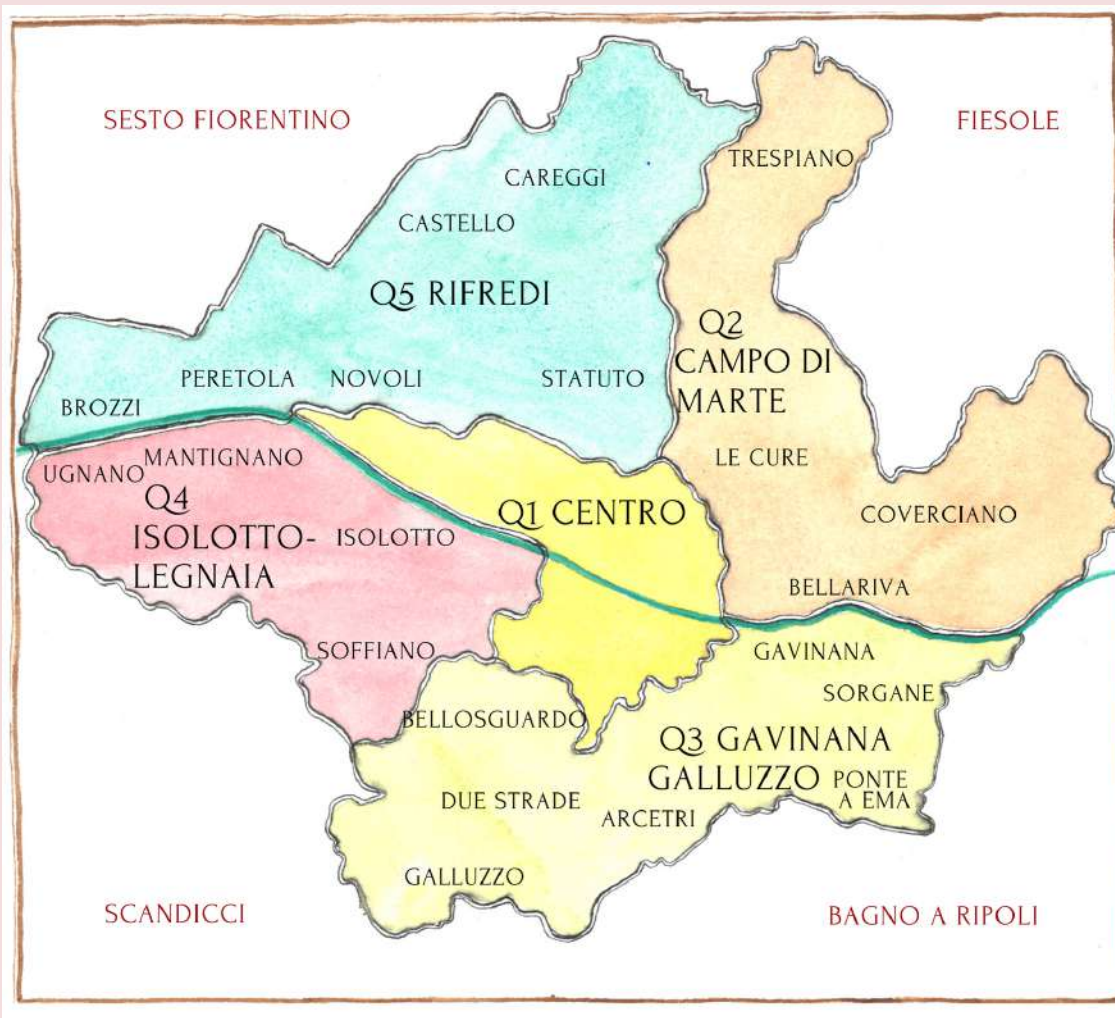 SESTO FIORENTINO
FIESOLE
TRESPIANO
CAREGGI
CASTELLO
Q5 RIFREDI
Q2
CAMPO DI
MARTE
PERETOLA
NOVOLI
STATUTO
BROZZI
LE CURE
UGNANO
MANTIGNANO
Q4
ISOLOTTO-
LEGNAIA
ISOLOTTO
Q1 CENTRO
COVERCIANO
BELLARIVA
SOFFIANO
GAVINANA
SORGANE
BELLOSGUARDO
Q3 GAVINANA
GALLUZZO
PONTE
A EMA
DUE STRADE
ARCETRI
GALLUZZO
SCANDICCI
BAGNO A RIPOLI